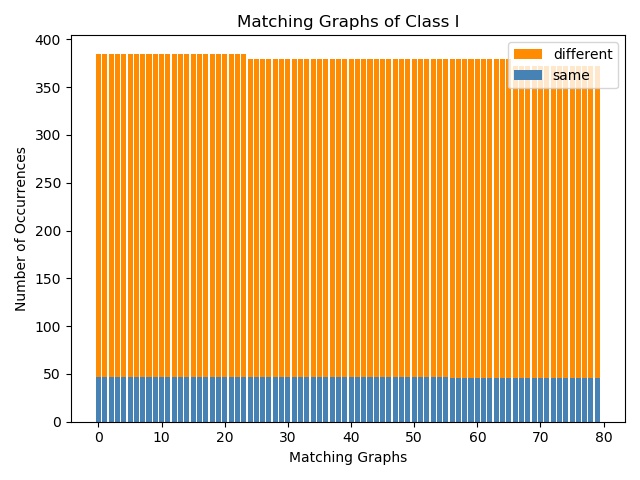 Matching Graphs of Class I
different
same
Number of Occurrences
400
350
300
250
200
150
100
50
0
0 10 20 30 40 50 60 70 80
Matching Graphs